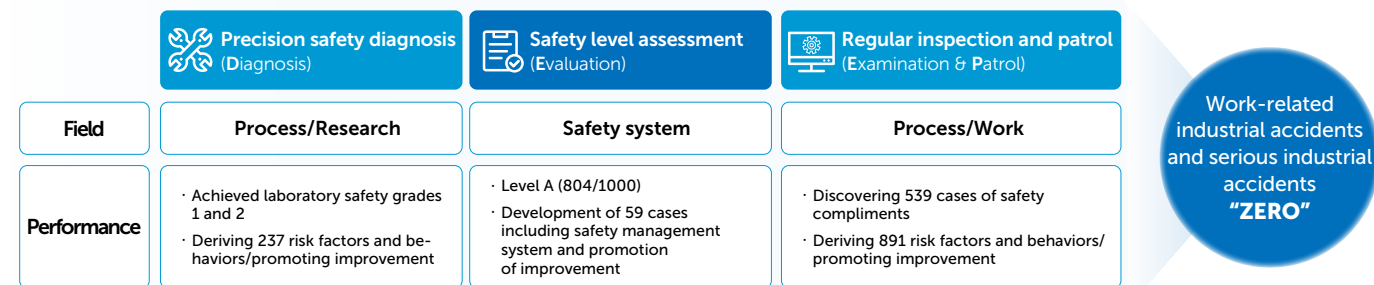 Precision safety diagnosis
(Diagnosis)
Safety level assessment
(Evaluation)
Regular inspection and patrol
(Examination & Patrol)
Field
Process/Research
Safety system
Process/Work
Performance
· Achieved laboratory safety grades
1 and 2
· Deriving 237 risk factors and be-
haviors/promoting improvement
· Level A (804/1000)
· Development of 59 cases
including safety management
system and promotion
of improvement
· Discovering 539 cases of safety
compliments
· Deriving 891 risk factors and behaviors/
promoting improvement
Work-related
industrial accidents
and serious industrial
accidents
“ZERO”